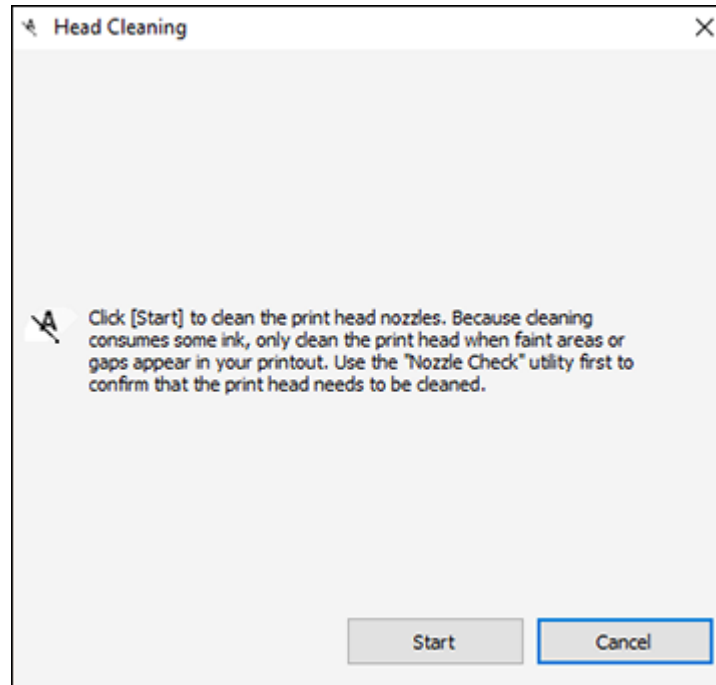 Head Cleaning
Click [Start] to clean the print head nozzles. Because cleaning
consumes some ink, only clean the print head when faint areas or
gaps appear in your printout. Use the "Nozzle Check" utility first to
confirm that the print head needs to be cleaned.
Start
Cancel